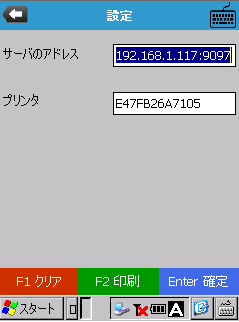 設定
サーバのアドレス
192.168.1.117:9097
プリンタ
E47FB26A7105
F1 クリア
F2 印刷
Enter 確定
スタート
A